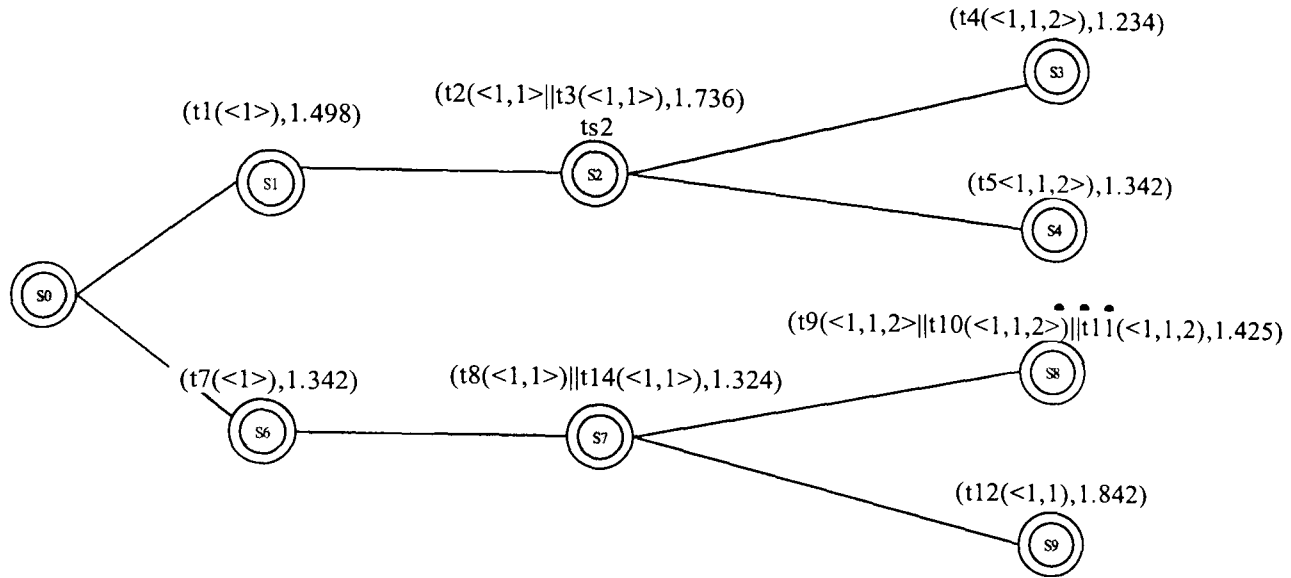 (t4(<1,1,2>),1.234)
S3
(t1(<1>),1.498)
(t2(<1,1>||t3(<1,1>),1.736)
ts2
S1
S2
(t5<1,1,2>),1.342)
S4
S0
(t9(<1,1,2>||t10(<1,1,2>)||t11(<1,1,2),1.425)
(t7(<1>),1.342)
(t8(<1,1>)||t14(<1,1>),1.324)
S8
S6
S7
(t12(<1,1),1.842)
S9